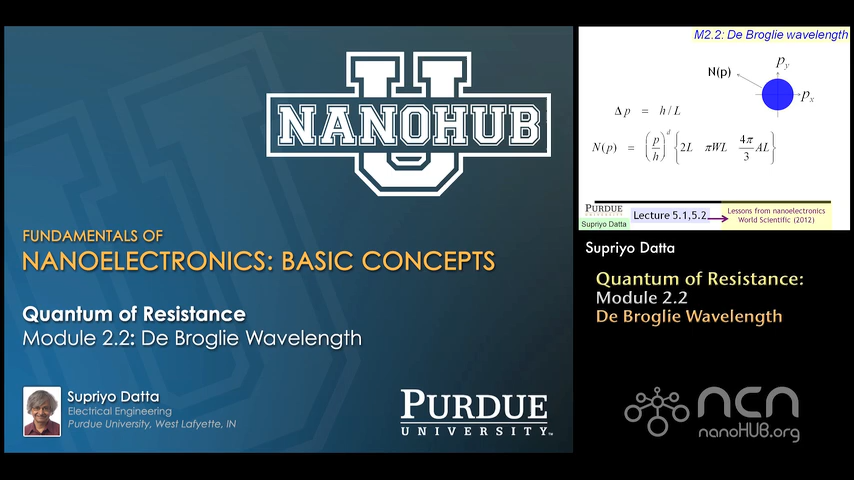 NANOHUB
U
FUNDAMENTALS OF
NANOELECTRONICS: BASIC CONCEPTS
Quantum of Resistance
Module 2.2: De Broglie Wavelength
Supriyo Datta
Electrical Engineering
Purdue University, West Lafyette, IN
PURDUE
UNIVERSITY™
M2.2: De Broglie wavelength
N(p)
p_y
p_x
Δp = h / L
N(p) = (p/h)^d {2L πWL 4π/3 AL}
PURDUE
UNIVERSITY
Supriyo Datta
Lecture 5.1,5.2
Lessons from nanoelectronics
World Scientific (2012)
Supriyo Datta
Quantum of Resistance:
Module 2.2
De Broglie Wavelength
ncn
nanoHUB.org